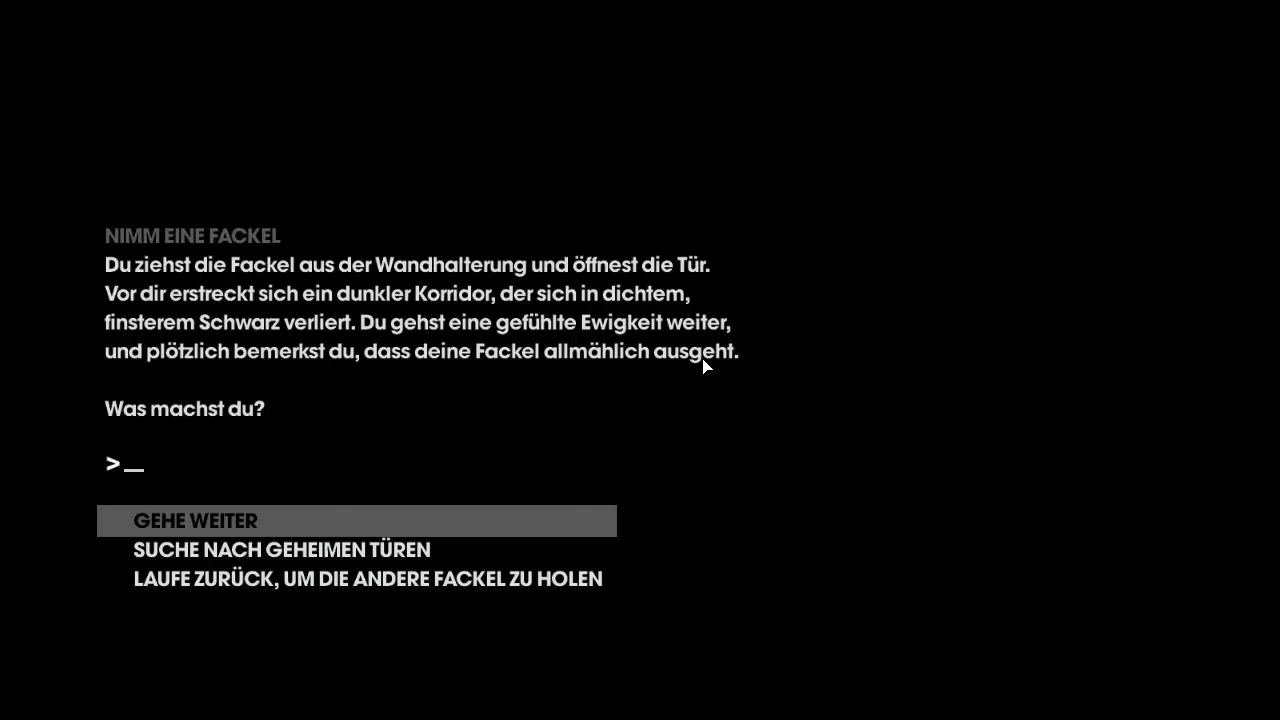 NIMM EINE FACKEL
Du ziehst die Fackel aus der Wandhalterung und öffnest die Tür.
Vor dir erstreckt sich ein dunkler Korridor, der sich in dichtem,
finsterem Schwarz verliert. Du gehst eine gefühlte Ewigkeit weiter,
und plötzlich bemerkst du, dass deine Fackel allmählich ausgeht.
Was machst du?
>_
GEHE WEITER
SUCHE NACH GEHEIMEN TÜREN
LAUFE ZURÜCK, UM DIE ANDERE FACKEL ZU HOLEN